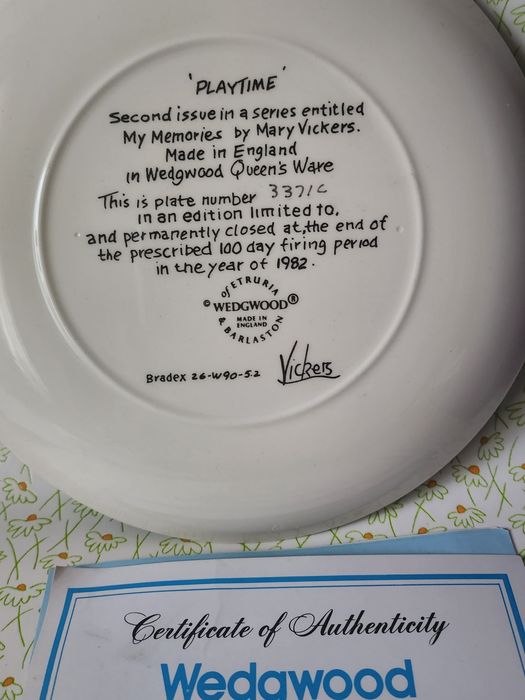 'PLAYTIME'
Second issue in a series entitled
My Memories by Mary Vickers.
Made in England
in Wedgwood Queen's Ware
This is plate number 3371C
in an edition limited to,
and permanently closed at, the end of
the prescribed 100 day firing period
in the year of 1982.
of ETRURIA
© WEDGWOOD®
MADE IN
ENGLAND
& BARLASTON
Bradex 26-W90-5.2
Vickers
Certificate of Authenticity
Wedgwood